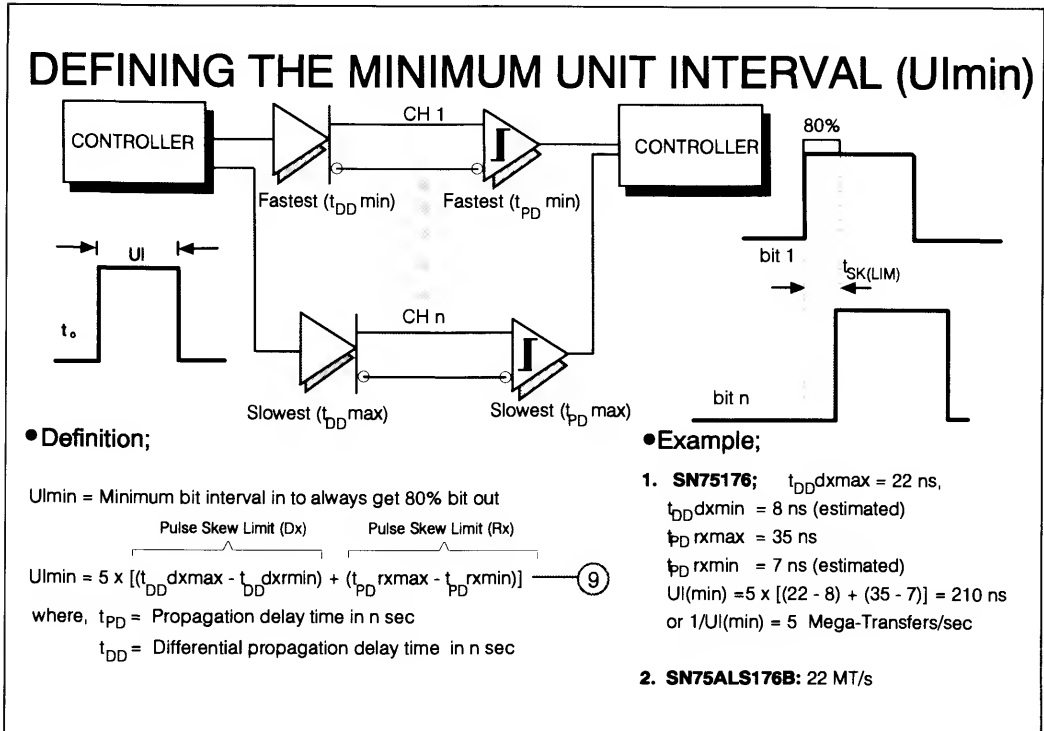 DEFINING THE MINIMUM UNIT INTERVAL (UImin)
CONTROLLER
CH 1
CONTROLLER
80%
Fastest (tDD min)
Fastest (tPD min)
bit 1
UI
tSK(LIM)
to
CH n
bit n
Slowest (tDD max)
Slowest (tPD max)
•Definition;
UImin = Minimum bit interval in to always get 80% bit out
Pulse Skew Limit (Dx)
Pulse Skew Limit (Rx)
UImin = 5 x [(tDDdxmax - tDDdxrmin) + (tPDrxmax - tPDrxmin)]
9
where, tPD = Propagation delay time in n sec
tDD = Differential propagation delay time in n sec
•Example;
1. SN75176; tDDdxmax = 22 ns,
tDDdxmin = 8 ns (estimated)
tPD rxmax = 35 ns
tPD rxmin = 7 ns (estimated)
UI(min) =5 x [(22 - 8) + (35 - 7)] = 210 ns
or 1/UI(min) = 5 Mega-Transfers/sec
2. SN75ALS176B: 22 MT/s